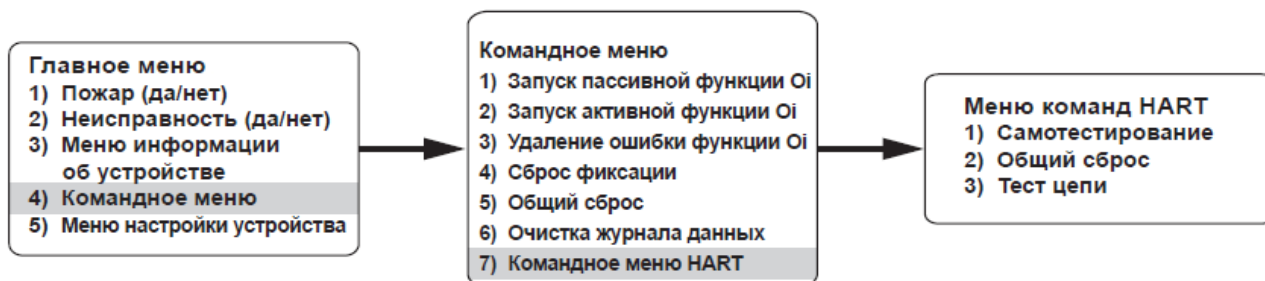 Главное меню
1) Пожар (да/нет)
2) Неисправность (да/нет)
3) Меню информации
об устройстве
4) Командное меню
5) Меню настройки устройства
Командное меню
1) Запуск пассивной функции Oi
2) Запуск активной функции Oi
3) Удаление ошибки функции Oi
4) Сброс фиксации
5) Общий сброс
6) Очистка журнала данных
7) Командное меню HART
Меню команд HART
1) Самотестирование
2) Общий сброс
3) Тест цепи